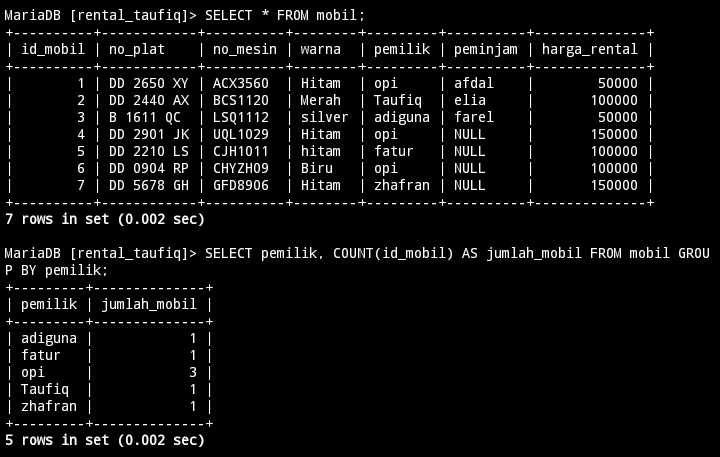 MariaDB [rental_taufiq]> SELECT * FROM mobil;
+----------+------------+----------+--------+---------+----------+--------------+
| id_mobil | no_plat    | no_mesin | warna  | pemilik | peminjam | harga_rental |
+----------+------------+----------+--------+---------+----------+--------------+
|        1 | DD 2650 XY | ACX3560  | Hitam  | opi     | afdal    |        50000 |
|        2 | DD 2440 AX | BCS1120  | Merah  | Taufiq  | elia     |       100000 |
|        3 | B 1611 QC  | LSQ1112  | silver | adiguna | farel    |        50000 |
|        4 | DD 2901 JK | UQL1029  | Hitam  | opi     | NULL     |       150000 |
|        5 | DD 2210 LS | CJH1011  | hitam  | fatur   | NULL     |       100000 |
|        6 | DD 0904 RP | CHYZH09  | Biru   | opi     | NULL     |       100000 |
|        7 | DD 5678 GH | GFD8906  | Hitam  | zhafran | NULL     |       150000 |
+----------+------------+----------+--------+---------+----------+--------------+
7 rows in set (0.002 sec)
MariaDB [rental_taufiq]> SELECT pemilik, COUNT(id_mobil) AS jumlah_mobil FROM mobil GROU
P BY pemilik;
+---------+--------------+
| pemilik | jumlah_mobil |
+---------+--------------+
| adiguna |            1 |
| fatur   |            1 |
| opi     |            3 |
| Taufiq  |            1 |
| zhafran |            1 |
+---------+--------------+
5 rows in set (0.002 sec)